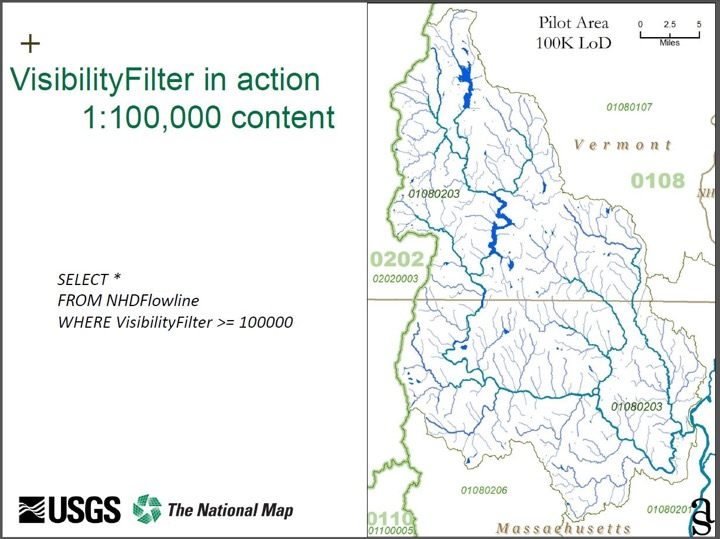 +
VisibilityFilter in action
1:100,000 content
SELECT *
FROM NHDFlowline
WHERE VisibilityFilter >= 100000
USGS
The National Map
Pilot Area
100K LoD
0 2.5 5
Miles
01080107
Vermont
0108
NH
01080203
0202
02020003
01080203
01080206
01080201
0110
01100005
Massachusetts